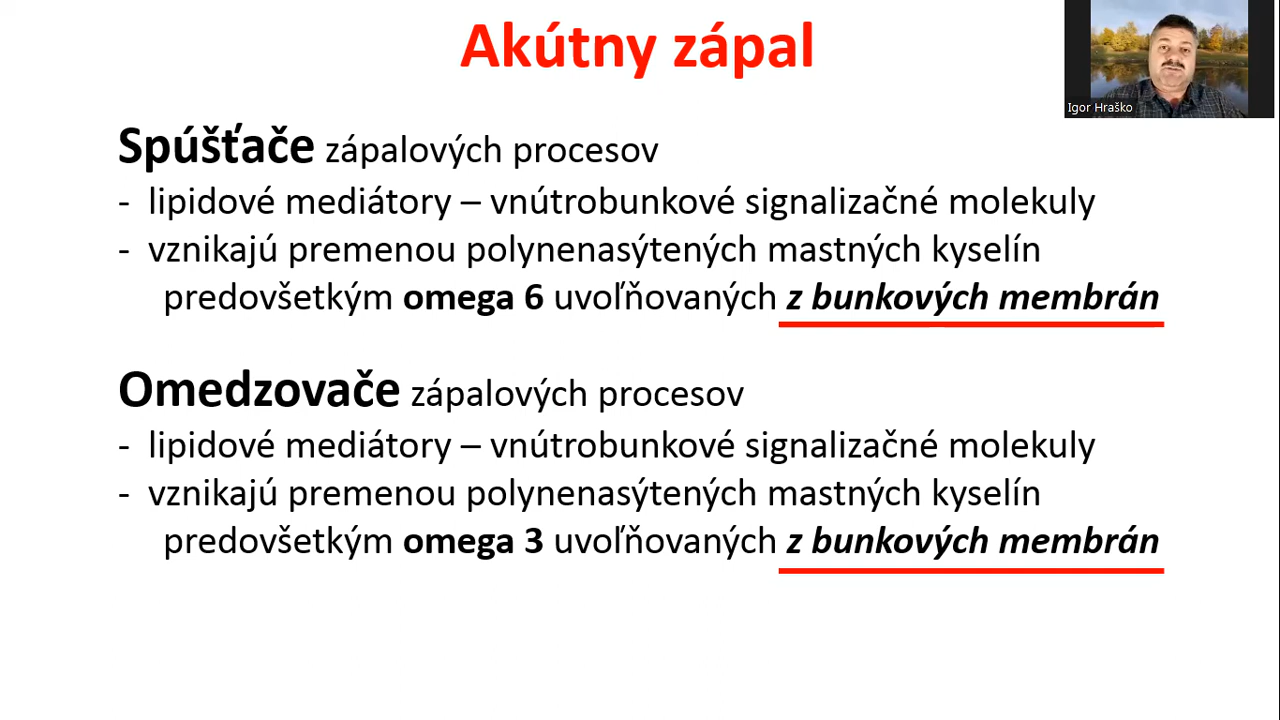 Akútny zápal
Igor Hraško
Spúšťače zápalových procesov
- lipidové mediátory – vnútrobunkové signalizačné molekuly
- vznikajú premenou polynenasýtených mastných kyselín
predovšetkým omega 6 uvoľňovaných z bunkových membrán
Omedzovače zápalových procesov
- lipidové mediátory – vnútrobunkové signalizačné molekuly
- vznikajú premenou polynenasýtených mastných kyselín
predovšetkým omega 3 uvoľňovaných z bunkových membrán